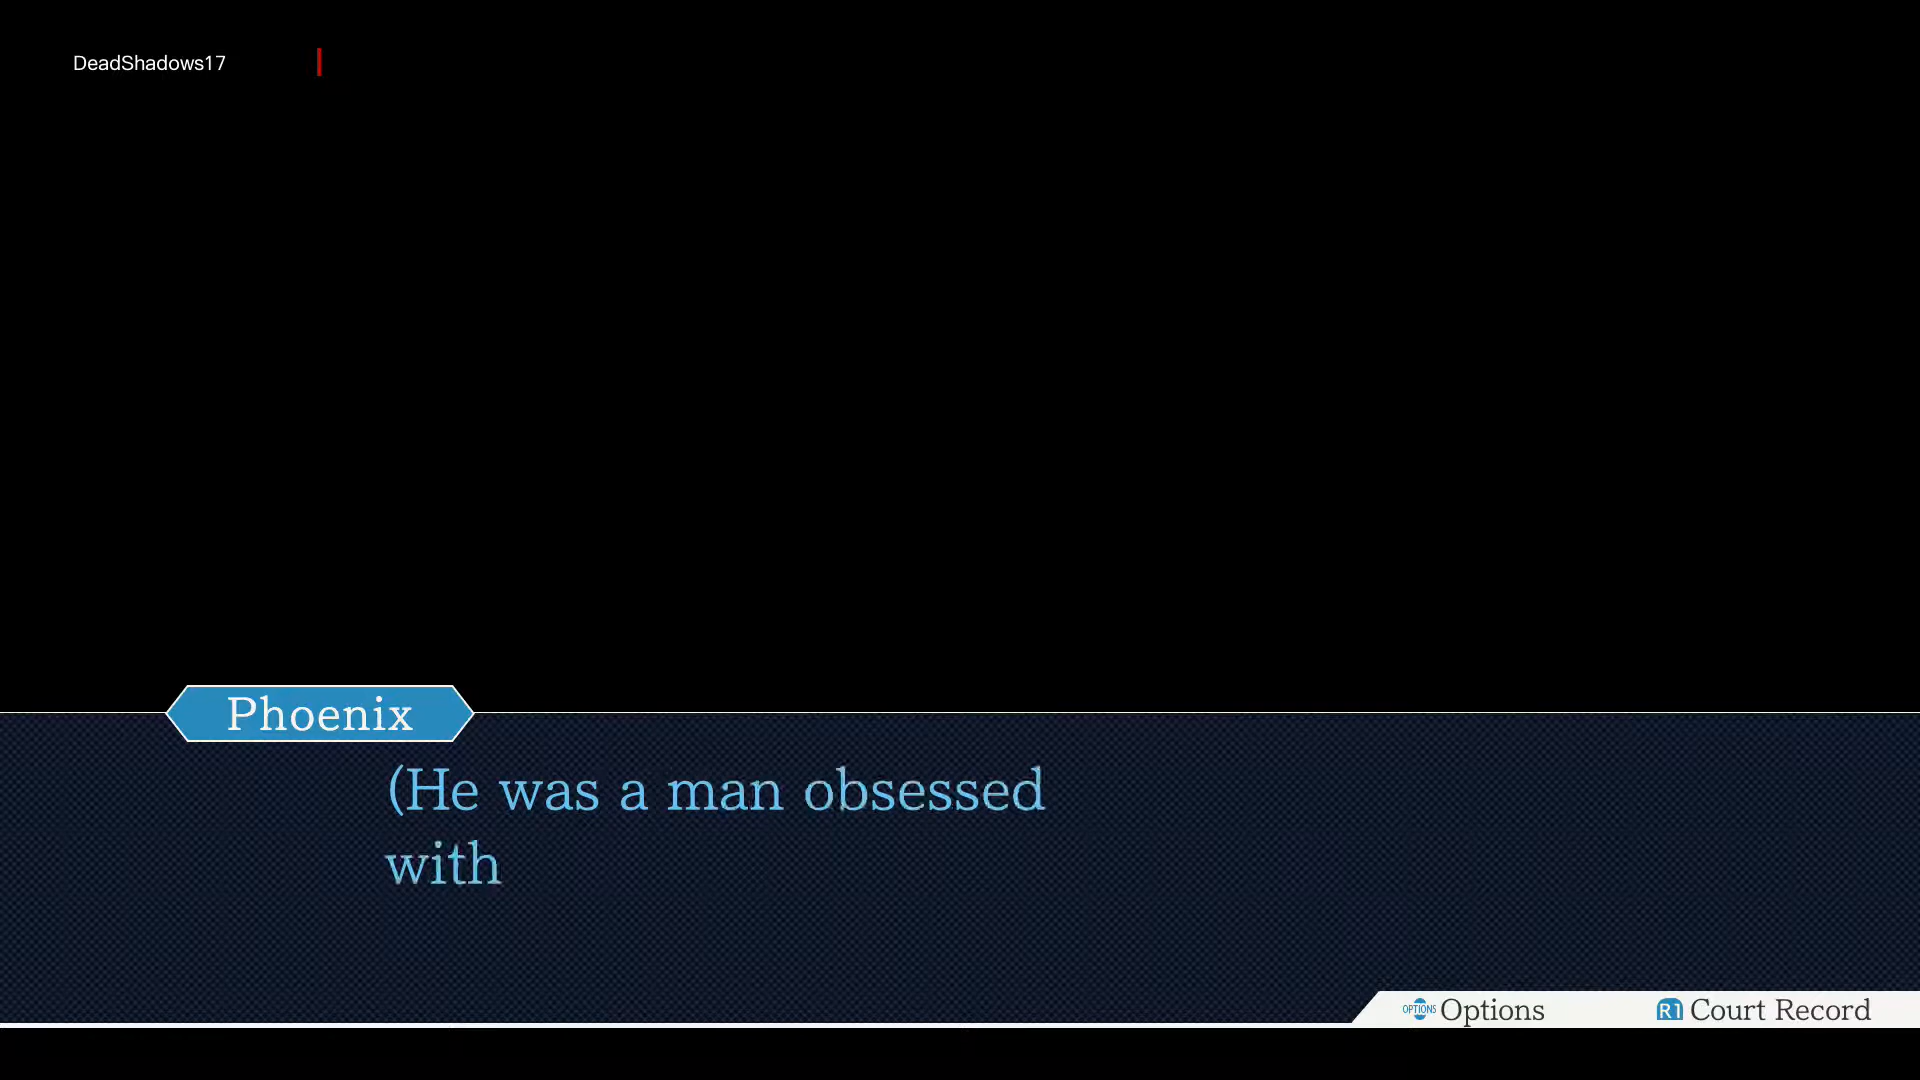 DeadShadows17
Phoenix
(He was a man obsessed
with
OPTIONS Options
R1 Court Record